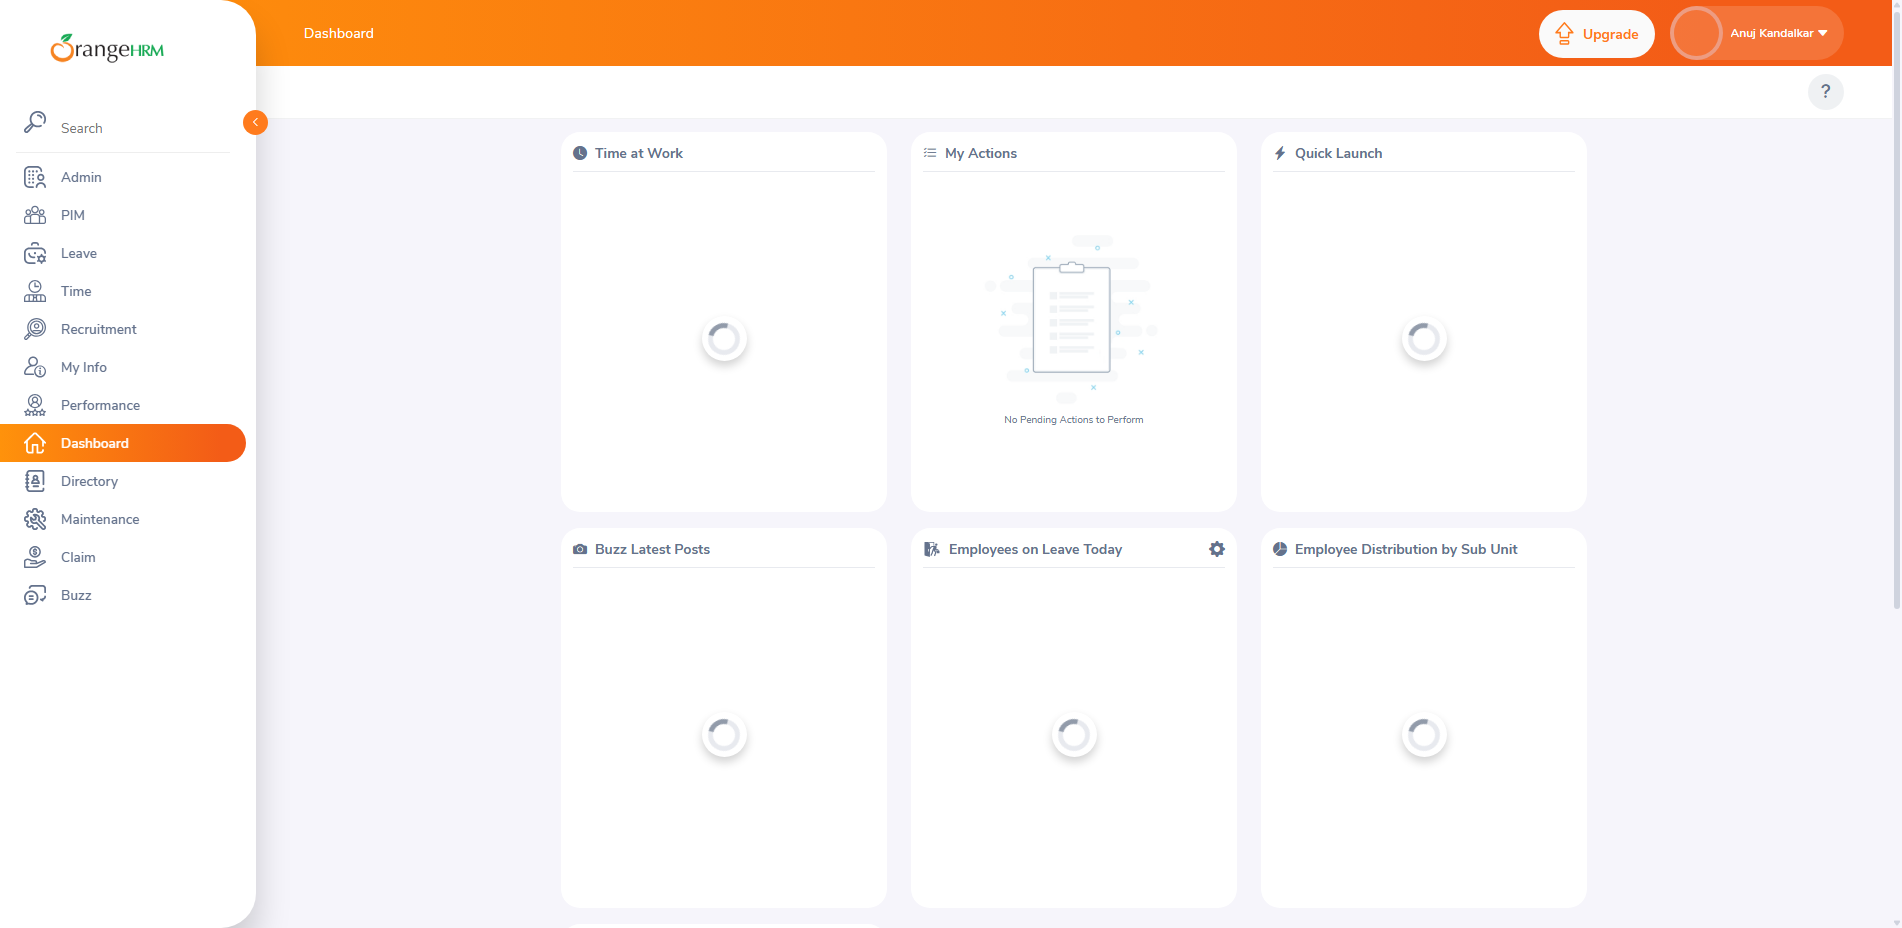 OrangeHRM
Search
Admin
PIM
Leave
Time
Recruitment
My Info
Performance
Dashboard
Directory
Maintenance
Claim
Buzz
Dashboard
Upgrade
Anuj Kandalkar
?
Time at Work
My Actions
No Pending Actions to Perform
Quick Launch
Buzz Latest Posts
Employees on Leave Today
Employee Distribution by Sub Unit